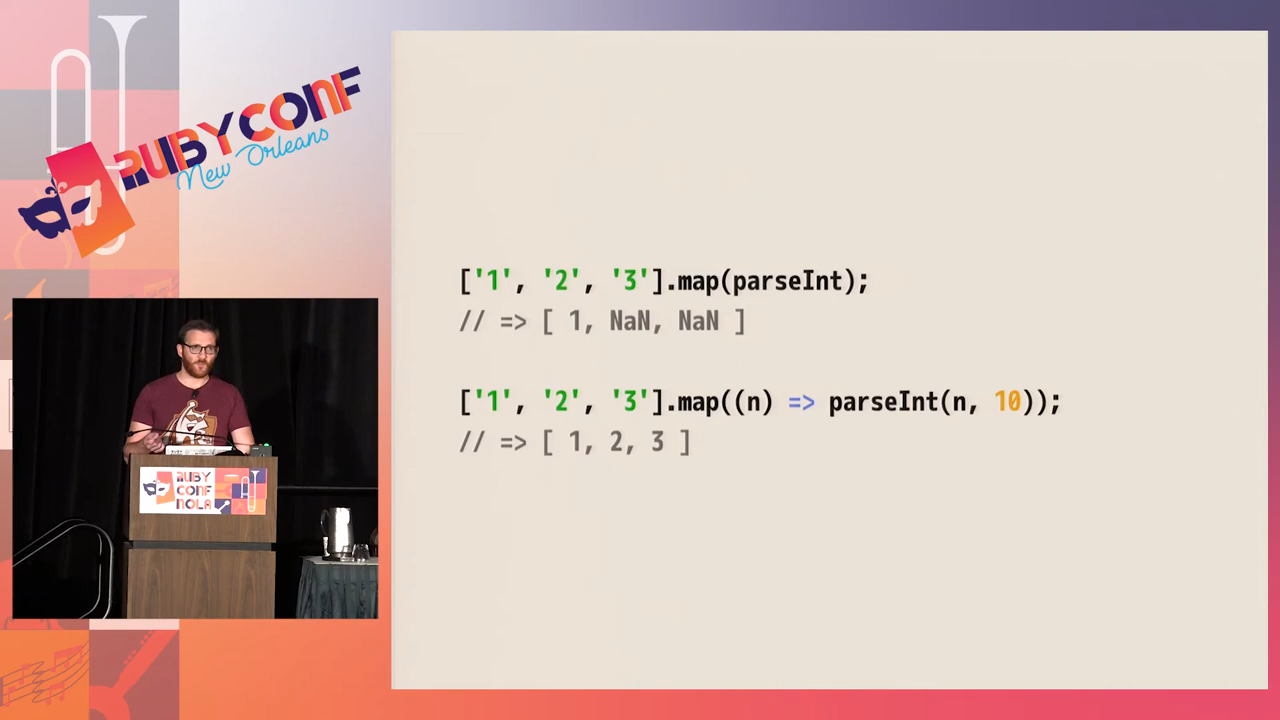 RUBYCONF
New Orleans
['1', '2', '3'].map(parseInt);
// => [ 1, NaN, NaN ]
['1', '2', '3'].map((n) => parseInt(n, 10));
// => [ 1, 2, 3 ]
RUBY
CONF
NOLA